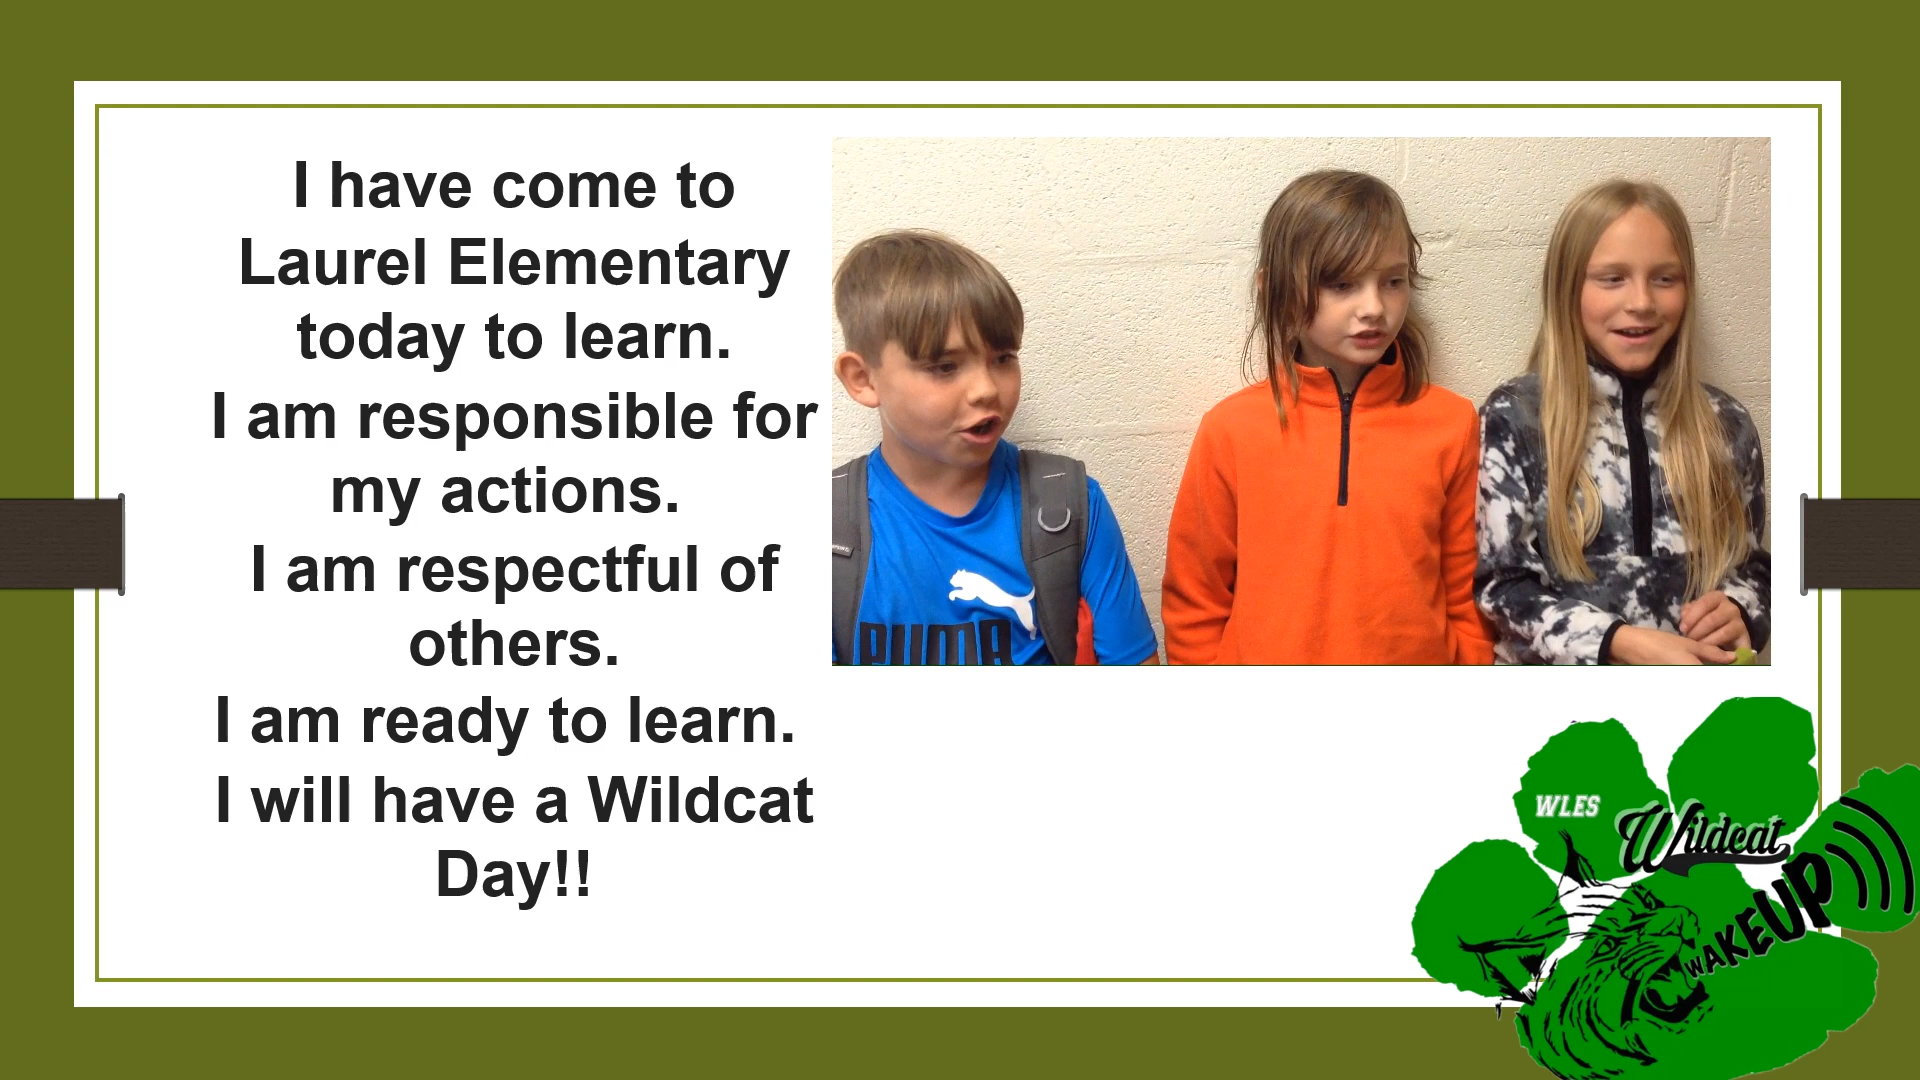 I have come to
Laurel Elementary
today to learn.
I am responsible for
my actions.
I am respectful of
others.
I am ready to learn.
I will have a Wildcat
Day!!
PUMA
WLES
Wildcat
WAKEUP